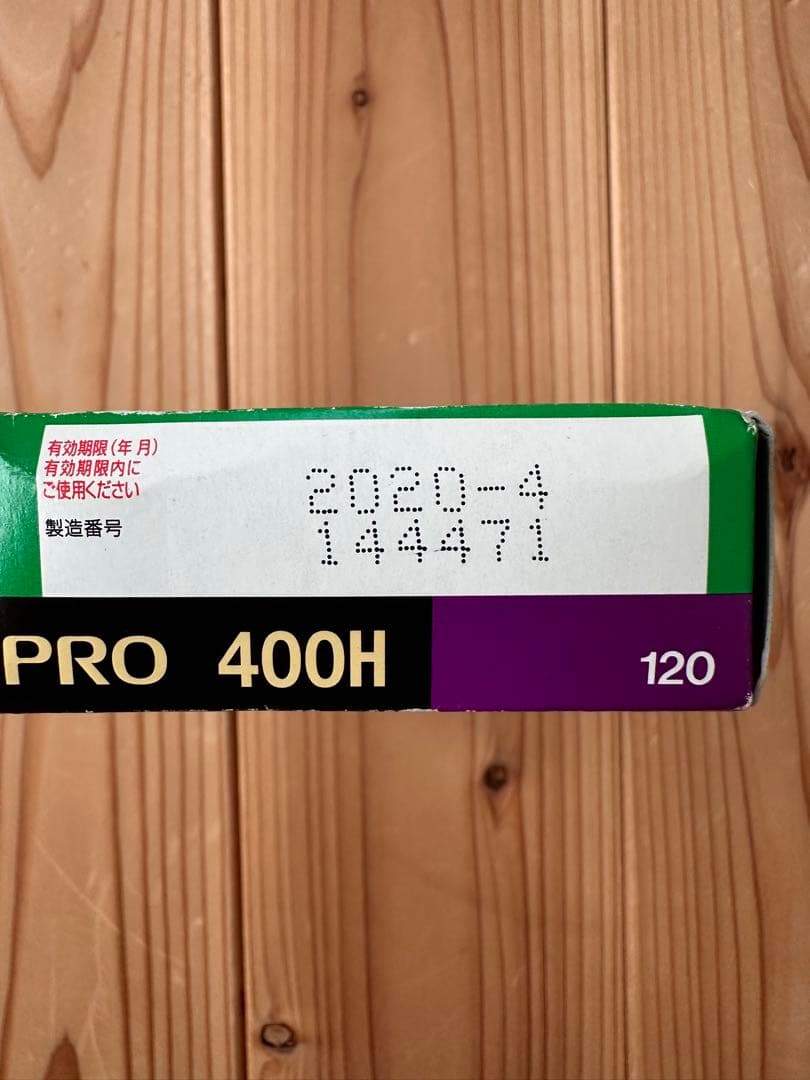 有効期限(年月)
有効期限内に
ご使用ください
製造番号
2020-4
144471
PRO 400H
120